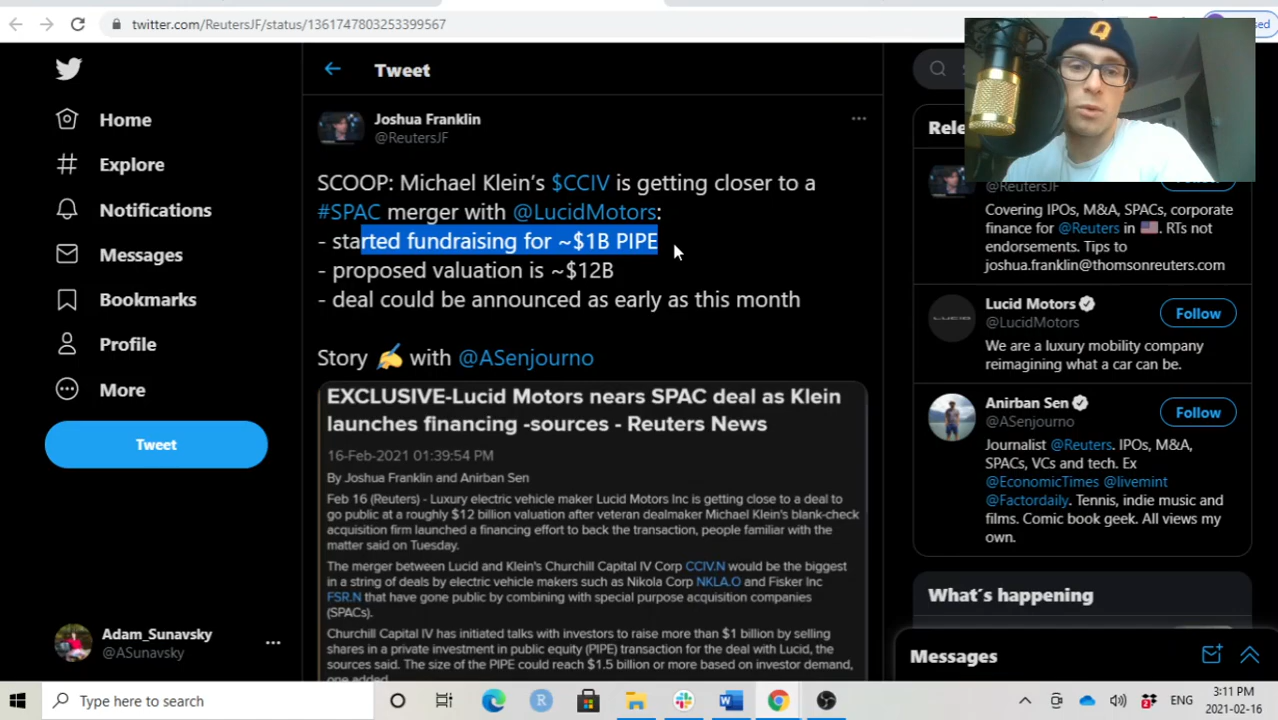 twitter.com/ReutersJF/status/1361747803253399567
Home
Explore
Notifications
Messages
Bookmarks
Profile
More
Tweet
Adam_Sunavsky
@ASunavsky
Tweet
Joshua Franklin
@ReutersJF
SCOOP: Michael Klein's $CCIV is getting closer to a
#SPAC merger with @LucidMotors:
- started fundraising for ~$1B PIPE
- proposed valuation is ~$12B
- deal could be announced as early as this month
Story ✍️ with @ASenjourno
EXCLUSIVE-Lucid Motors nears SPAC deal as Klein
launches financing -sources - Reuters News
16-Feb-2021 01:39:54 PM
By Joshua Franklin and Anirban Sen
Feb 16 (Reuters) - Luxury electric vehicle maker Lucid Motors Inc is getting close to a deal to
go public at a roughly $12 billion valuation after veteran dealmaker Michael Klein's blank-check
acquisition firm launched a financing effort to back the transaction, people familiar with the
matter said on Tuesday.
The merger between Lucid and Klein's Churchill Capital IV Corp CCIV.N would be the biggest
in a string of deals by electric vehicle makers such as Nikola Corp NKLA.O and Fisker Inc
FSR.N that have gone public by combining with special purpose acquisition companies
(SPACs).
Churchill Capital IV has initiated talks with investors to raise more than $1 billion by selling
shares in a private investment in public equity (PIPE) transaction for the deal with Lucid, the
sources said. The size of the PIPE could reach $1.5 billion or more based on investor demand,
one added.
@ReutersJF
Covering IPOs, M&A, SPACs, corporate
finance for @Reuters in 🇺🇸. RTs not
endorsements. Tips to
joshua.franklin@thomsonreuters.com
Lucid Motors
@LucidMotors
Follow
We are a luxury mobility company
reimagining what a car can be.
Anirban Sen
@ASenjourno
Follow
Journalist @Reuters. IPOs, M&A,
SPACs, VCs and tech. Ex
@EconomicTimes @livemint
@Factordaily. Tennis, indie music and
films. Comic book geek. All views my
own.
What's happening
Messages
Type here to search
ENG
3:11 PM
2021-02-16